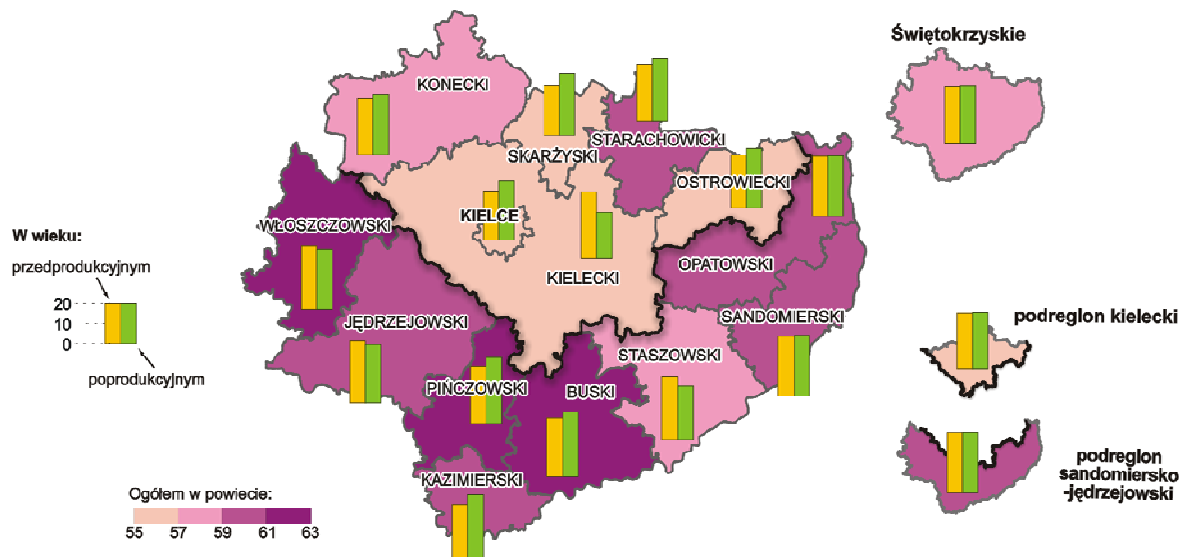 Świętokrzyskie
KONECKI
STARACHOWICKI
SKARŻYSKI
OSTROWIECKI
KIELCE
WŁOSZCZOWSKI
W wieku:
przedprodukcyjnym
OPATOWSKI
KIELECKI
20
10
0
SANDOMIERSKI
podregion kielecki
JĘDRZEJOWSKI
STASZOWSKI
poprodukcyjnym
PIŃCZOWSKI
BUSKI
podregion
sandomiersko
-jędrzejowski
KAZIMIERSKI
Ogółem w powiecie:
55 57 59 61 63